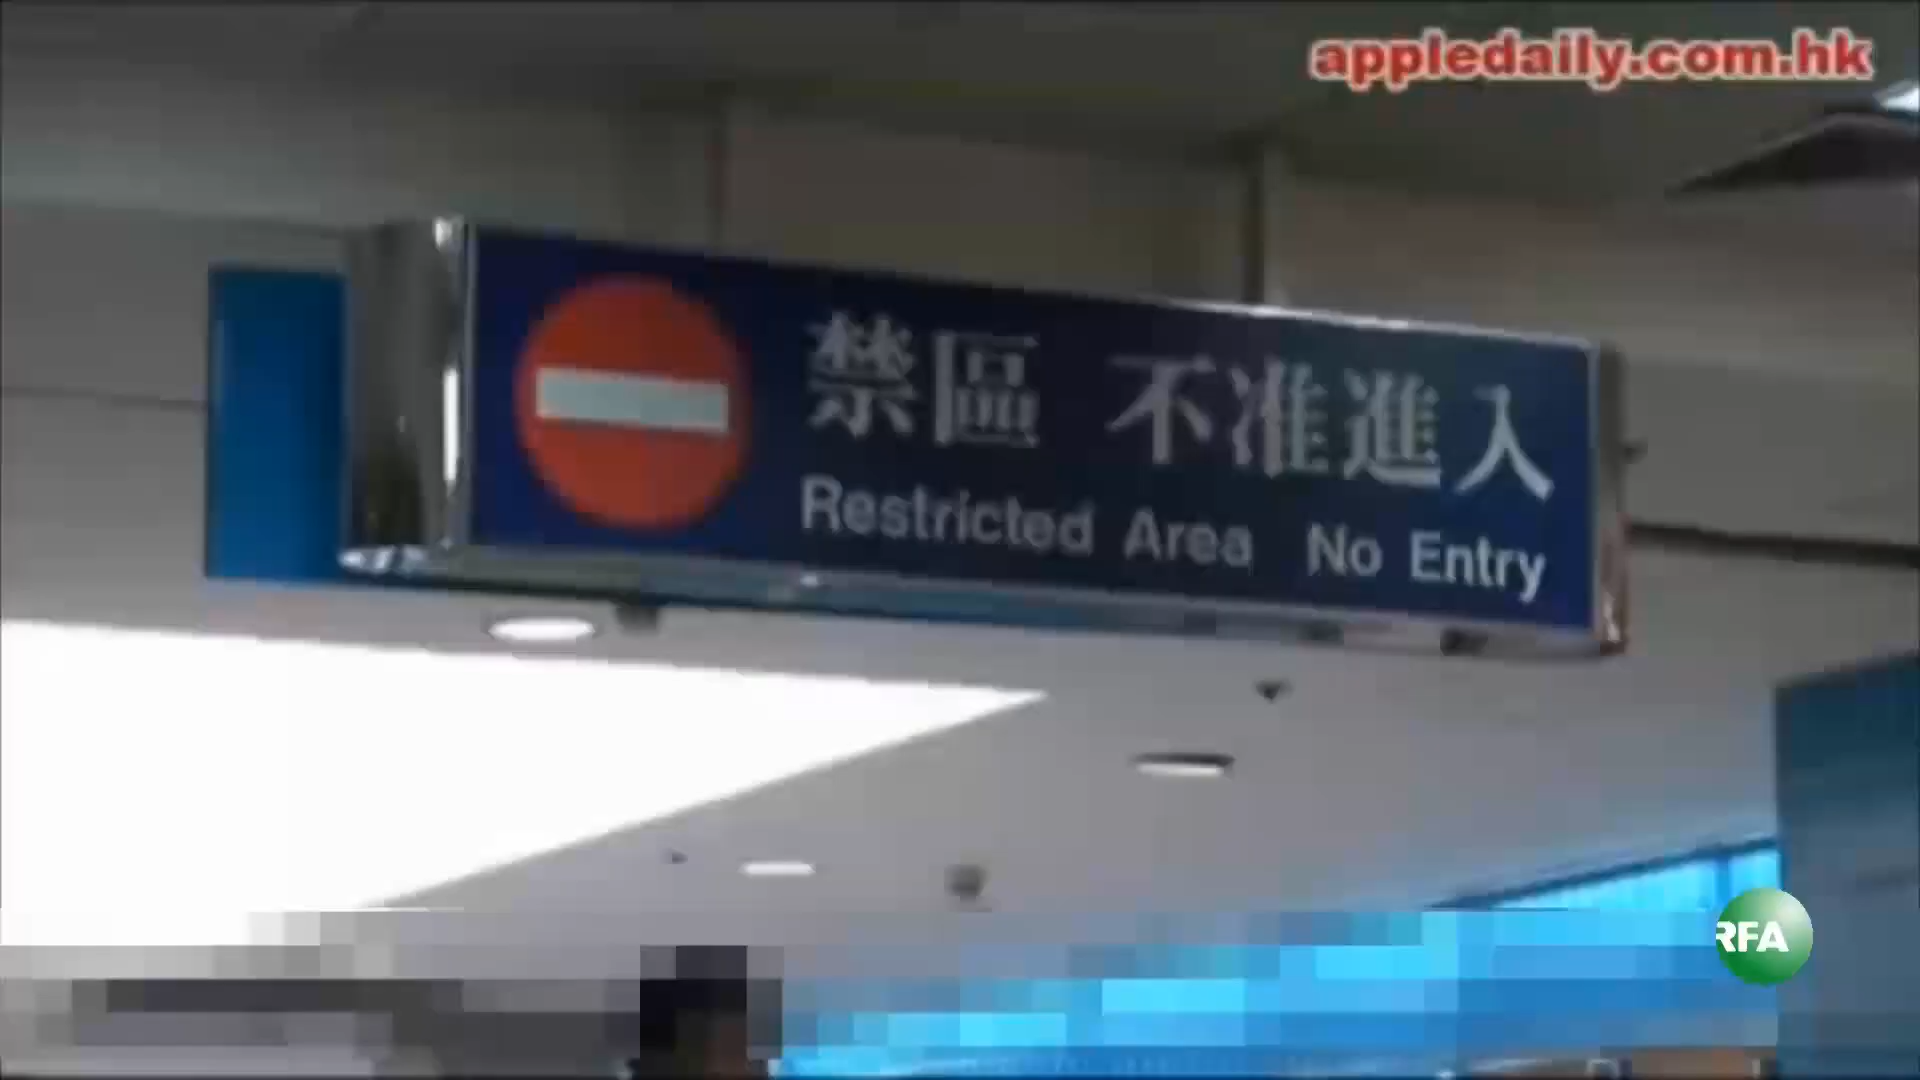 appledaily.com.hk
禁區 不准進入
Restricted Area No Entry
RFA